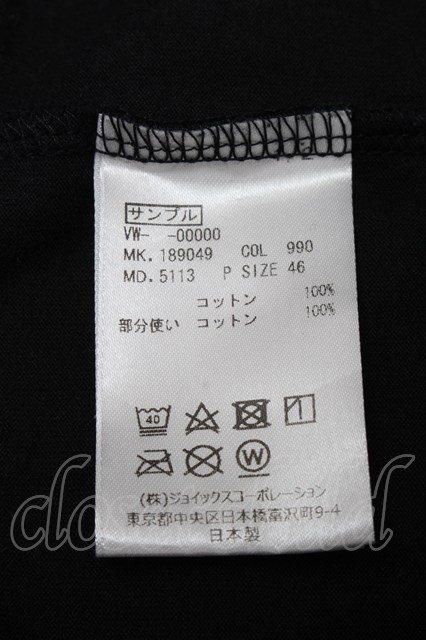 サンプル
VW- -00000
MK. 189049 COL 990
MD. 5113 P SIZE 46
コットン 100%
部分使い コットン 100%
40
W
(株)ジョイックスコーポレーション
東京都中央区日本橋富沢町9-4
日本製